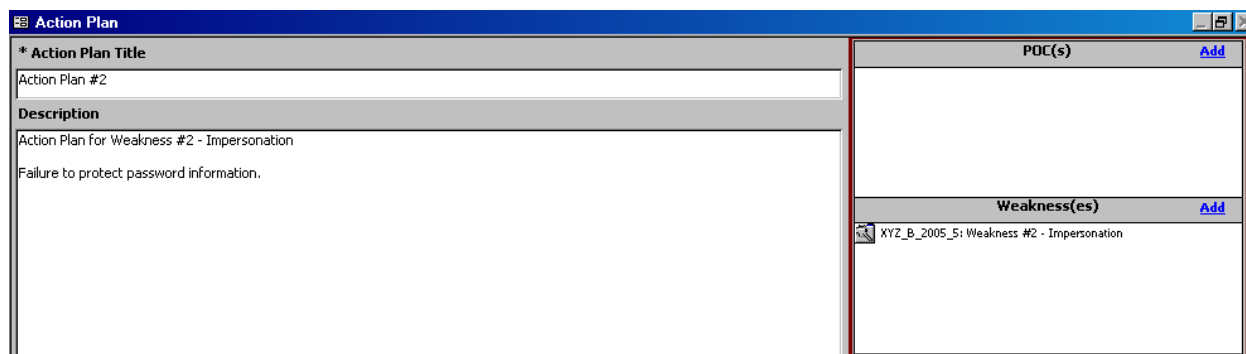 Action Plan
* Action Plan Title
Action Plan #2
Description
Action Plan for Weakness #2 - Impersonation
Failure to protect password information.
POC(s) Add
Weakness(es) Add
XYZ_B_2005_5: Weakness #2 - Impersonation